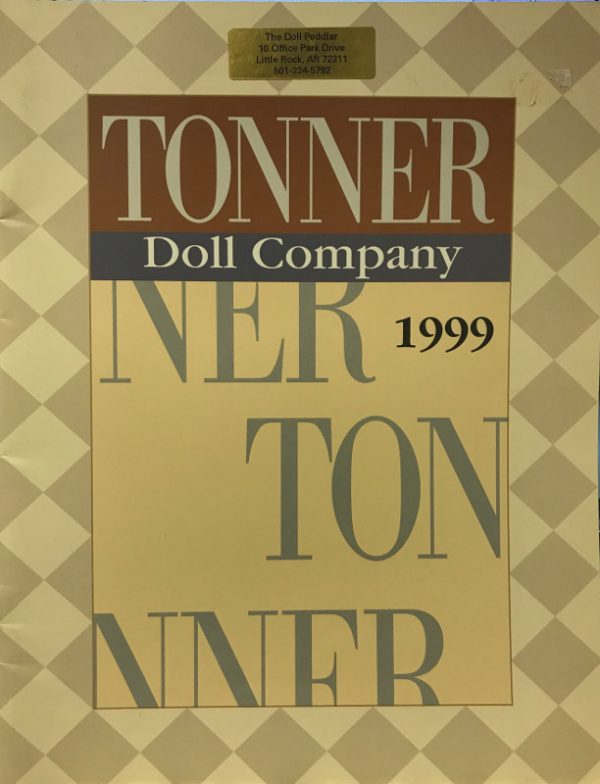 The Doll Peddlar
10 Office Park Drive
Little Rock, AR 72211
501-224-5792
TONNER
Doll Company
NER
1999
TON
NNER